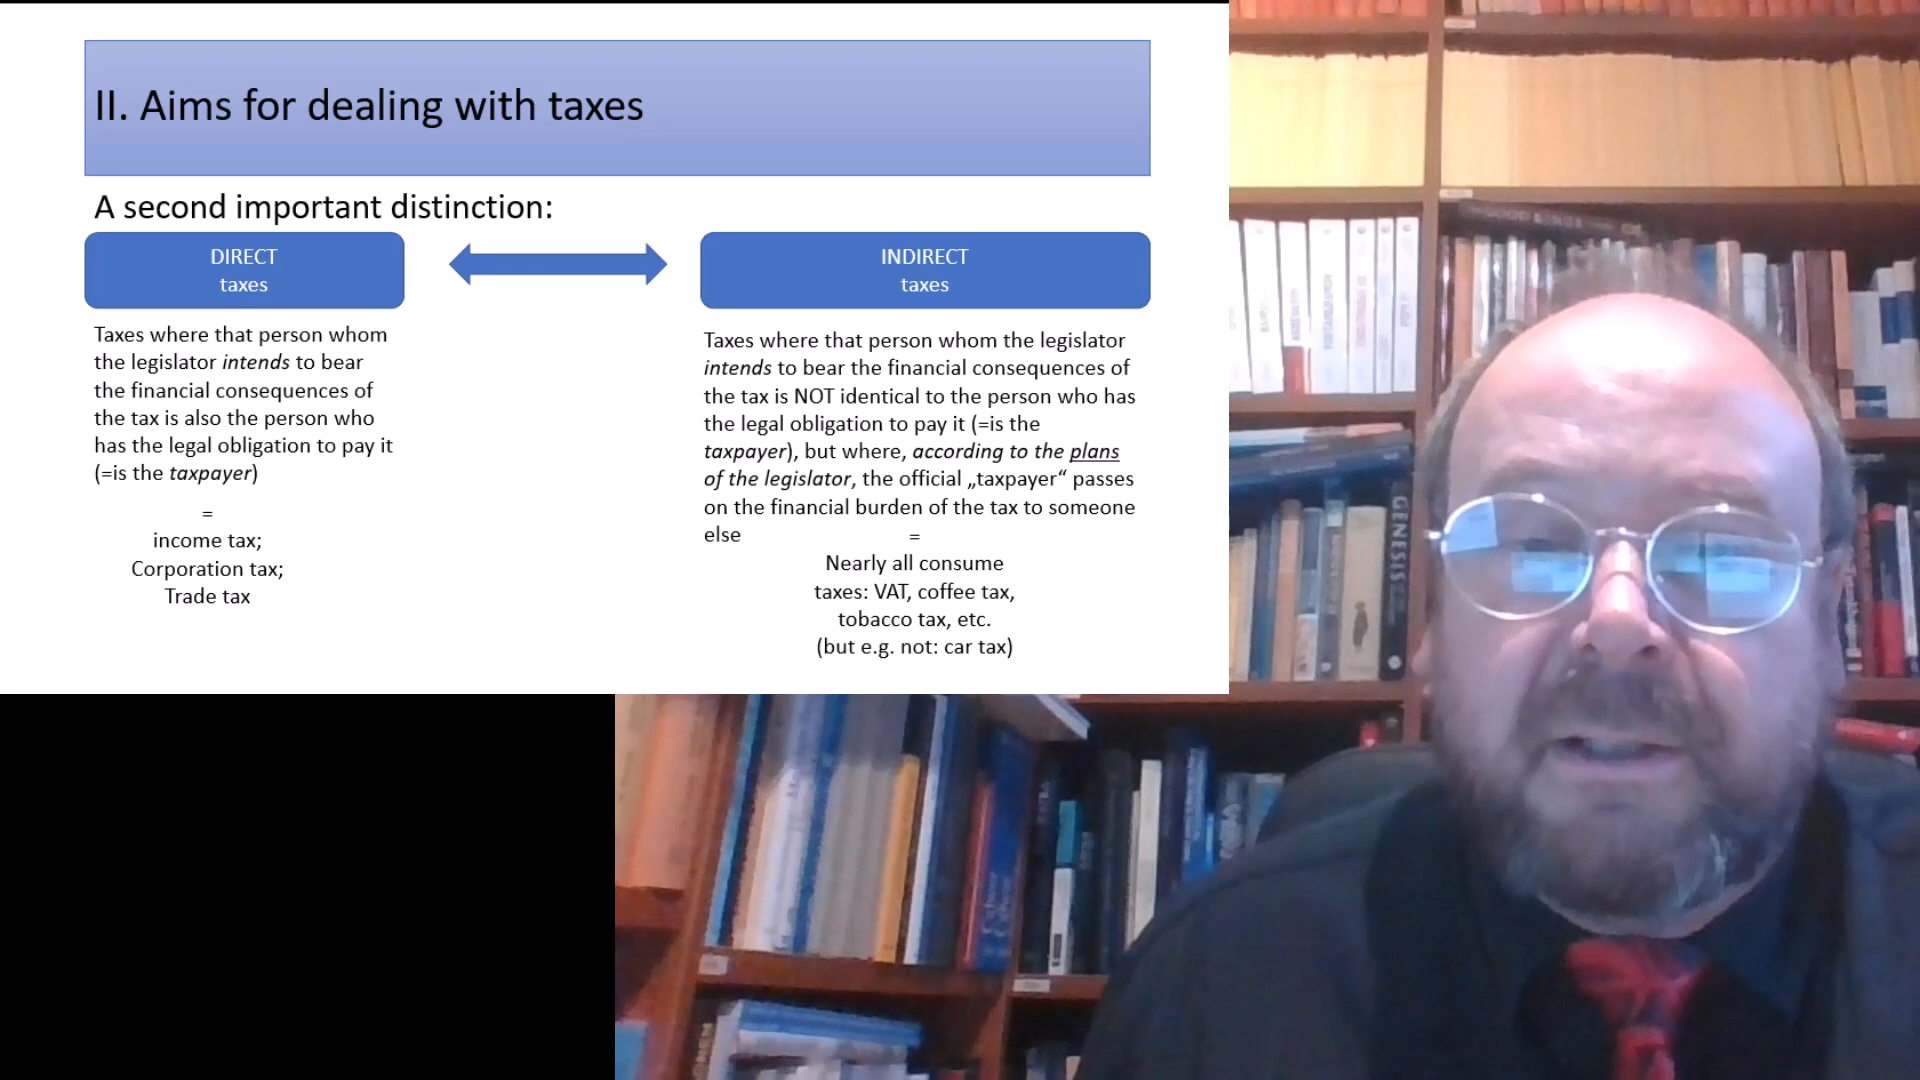 II. Aims for dealing with taxes
A second important distinction:
DIRECT
taxes
INDIRECT
taxes
Taxes where that person whom
the legislator intends to bear
the financial consequences of
the tax is also the person who
has the legal obligation to pay it
(=is the taxpayer)
=
income tax;
Corporation tax;
Trade tax
Taxes where that person whom the legislator
intends to bear the financial consequences of
the tax is NOT identical to the person who has
the legal obligation to pay it (=is the
taxpayer), but where, according to the plans
of the legislator, the official „taxpayer“ passes
on the financial burden of the tax to someone
else
=
Nearly all consume
taxes: VAT, coffee tax,
tobacco tax, etc.
(but e.g. not: car tax)
GENESIS